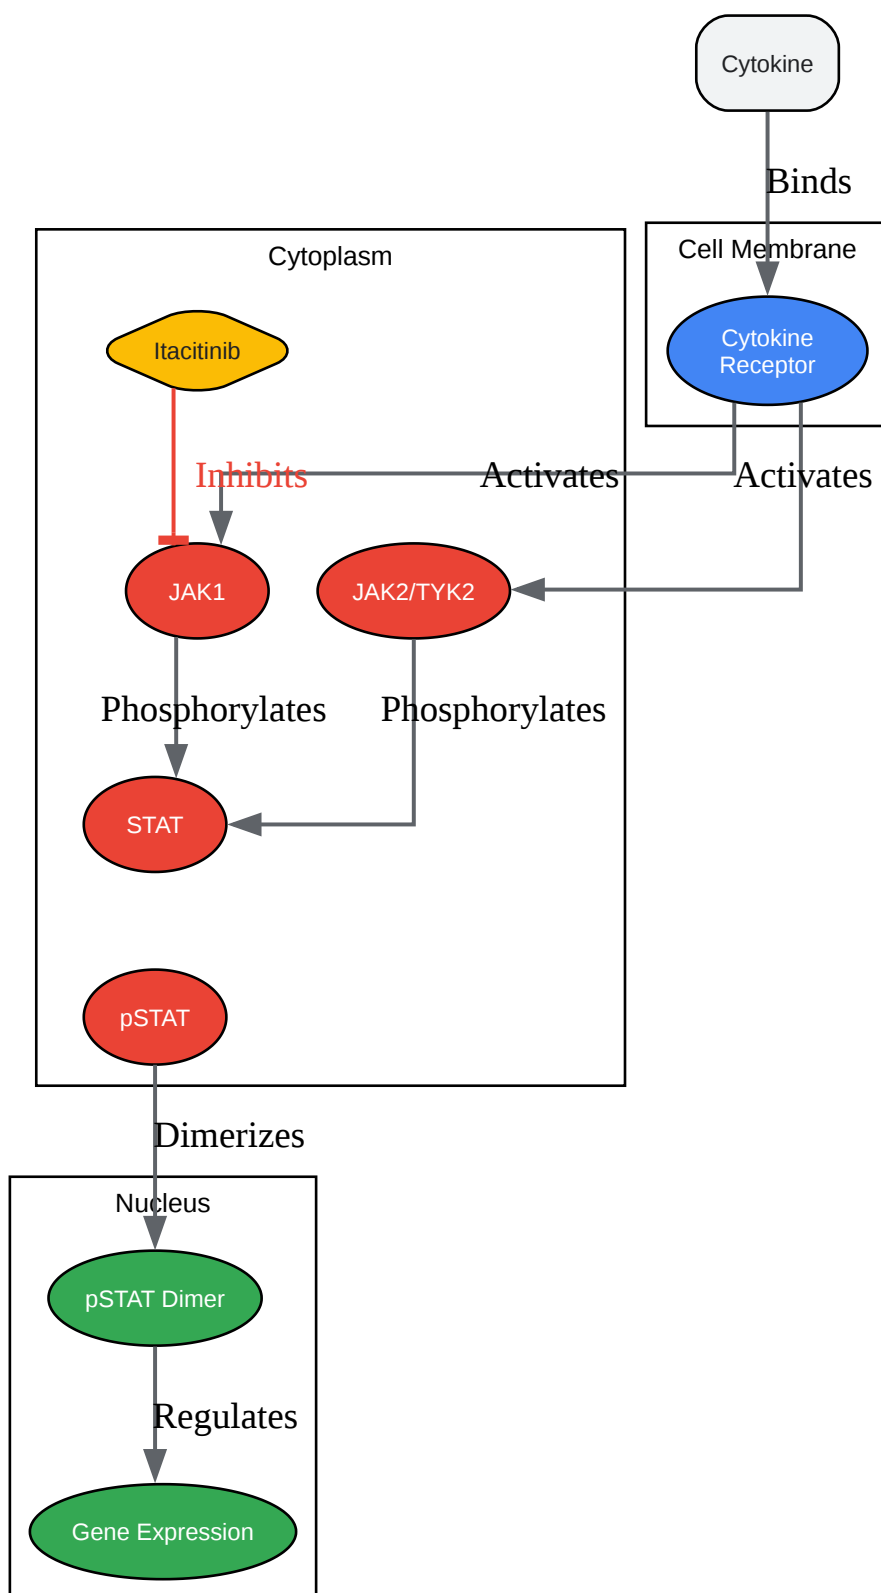 Cytokine
Binds
Cell Membrane
Cytoplasm
Cytokine
Receptor
Itacitinib
Inhibits
Activates
Activates
JAK1
JAK2/TYK2
Phosphorylates
Phosphorylates
STAT
pSTAT
Dimerizes
Nucleus
pSTAT Dimer
Regulates
Gene Expression